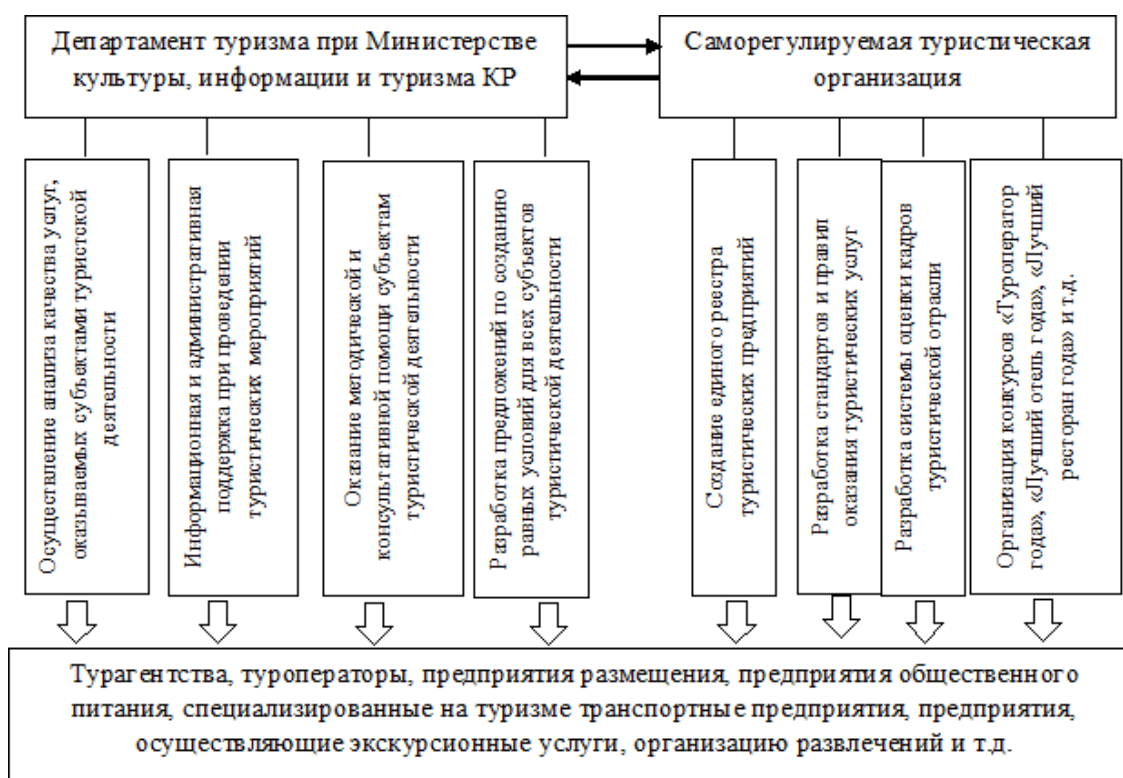 Департамент туризма при Министерстве
культуры, информации и туризма КР
Саморегулируемая туристическая
организация
Осуществление анализа качества услуг,
оказываемых субъектами туристской
деятельности
Информационная и административная
поддержка при проведении
туристических мероприятий
Оказание методической и
консультативной помощи субъектам
туристической деятельности
Разработка предложений по созданию
равных условий для всех субъектов
туристической деятельности
Создание единого реестра
туристических предприятий
Разработка стандартов и правил
оказания туристических услуг
Разработка системы оценки кадров
туристической отрасли
Организация конкурсов «Туроператор
года», «Лучший отель года», «Лучший
ресторан года» и т.д.
Турагентства, туроператоры, предприятия размещения, предприятия общественного
питания, специализированные на туризме транспортные предприятия, предприятия,
осуществляющие экскурсионные услуги, организацию развлечений и т.д.